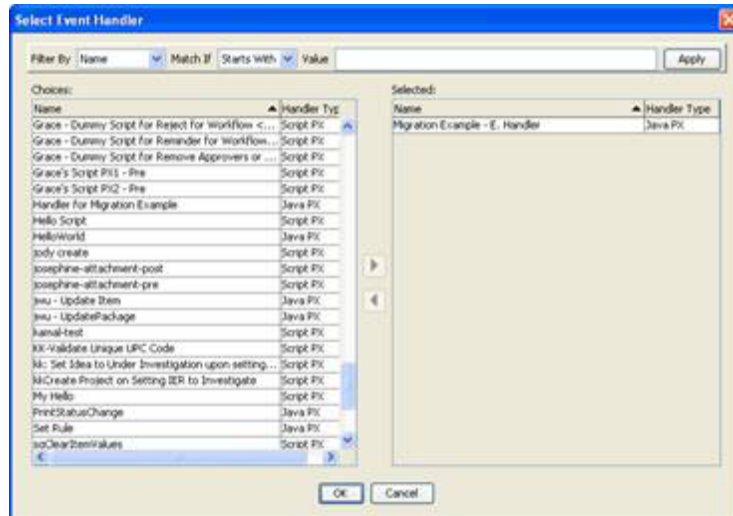 Select Event Handler
Filter By Name Match If Starts With Value Apply
Choices:
Name Handler Typ
Grace - Dummy Script for Reject for Workflow <... Script PX
Grace - Dummy Script for Reminder for Workflow... Script PX
Grace - Dummy Script for Remove Approvers or ... Script PX
Grace's Script PX1 - Pre Script PX
Grace's Script PX2 - Pre Script PX
Handler for Migration Example Java PX
Hello Script Script PX
HelloWorld Java PX
jody create Script PX
josephine-attachment-post Script PX
josephine-attachment-pre Script PX
- Update Item Java PX
- UpdatePackage Java PX
kamal-test Script PX
KK-Validate Unique UPC Code Script PX
kk: Set Idea to Under Investigation upon setting... Script PX
kkCreate Project on Setting IER to Investigate Script PX
My Hello Script PX
PrintStatusChange Java PX
Set Rule Java PX
ClearItemValues Script PX
Selected:
Name Handler Type
Migration Example - E. Handler Java PX
OK Cancel